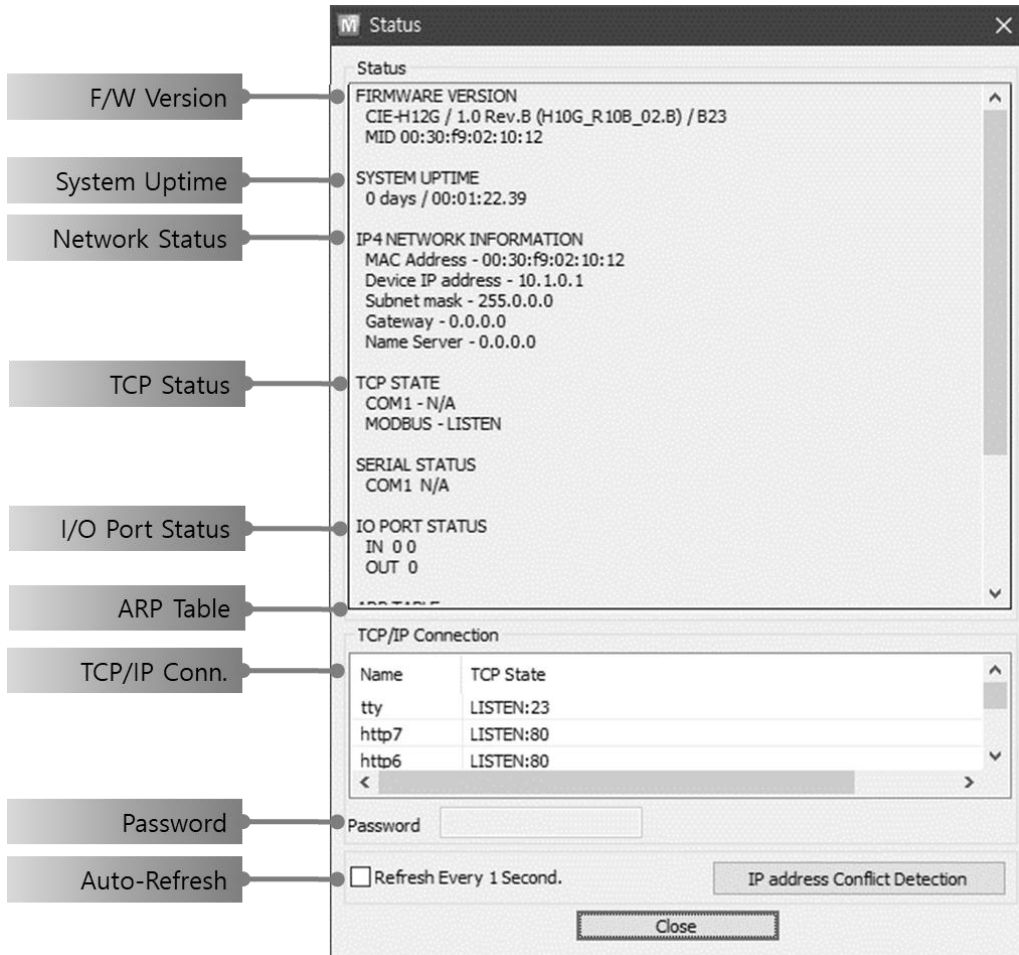 Status
Status
F/W Version
FIRMWARE VERSION
CIE-H12G / 1.0 Rev.B (H10G_R10B_02.B) / B23
MID 00:30:f9:02:10:12
System Uptime
SYSTEM UPTIME
0 days / 00:01:22.39
Network Status
IP4 NETWORK INFORMATION
MAC Address - 00:30:f9:02:10:12
Device IP address - 10.1.0.1
Subnet mask - 255.0.0.0
Gateway - 0.0.0.0
Name Server - 0.0.0.0
TCP Status
TCP STATE
COM1 - N/A
MODBUS - LISTEN
SERIAL STATUS
COM1 N/A
I/O Port Status
IO PORT STATUS
IN 0 0
OUT 0
ARP Table
TCP/IP Connection
TCP/IP Conn.
Name TCP State
tty LISTEN:23
http7 LISTEN:80
http6 LISTEN:80
Password
Password
Auto-Refresh
Refresh Every 1 Second.
IP address Conflict Detection
Close